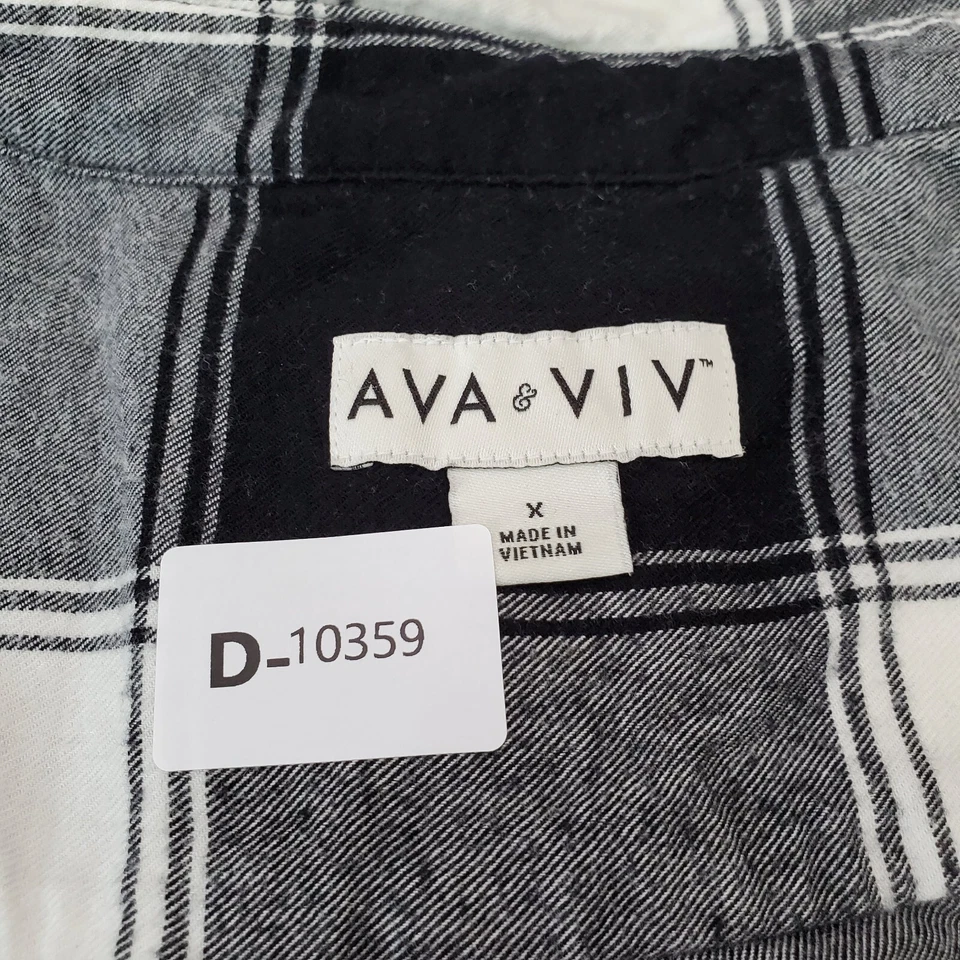 AVA & VIV™
X
MADE IN
VIETNAM
D-10359